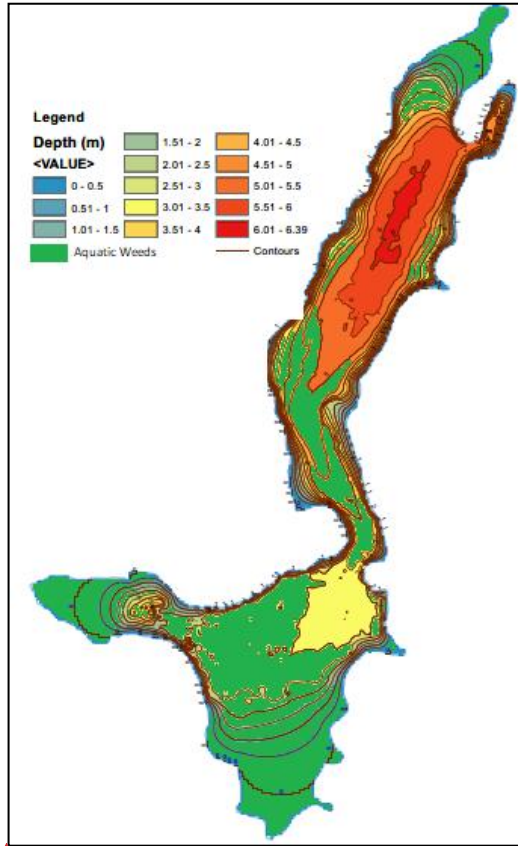 Legend
Depth (m)
<VALUE>
0 - 0.5
0.51 - 1
1.01 - 1.5
1.51 - 2
2.01 - 2.5
2.51 - 3
3.01 - 3.5
3.51 - 4
4.01 - 4.5
4.51 - 5
5.01 - 5.5
5.51 - 6
6.01 - 6.39
Aquatic Weeds
Contours